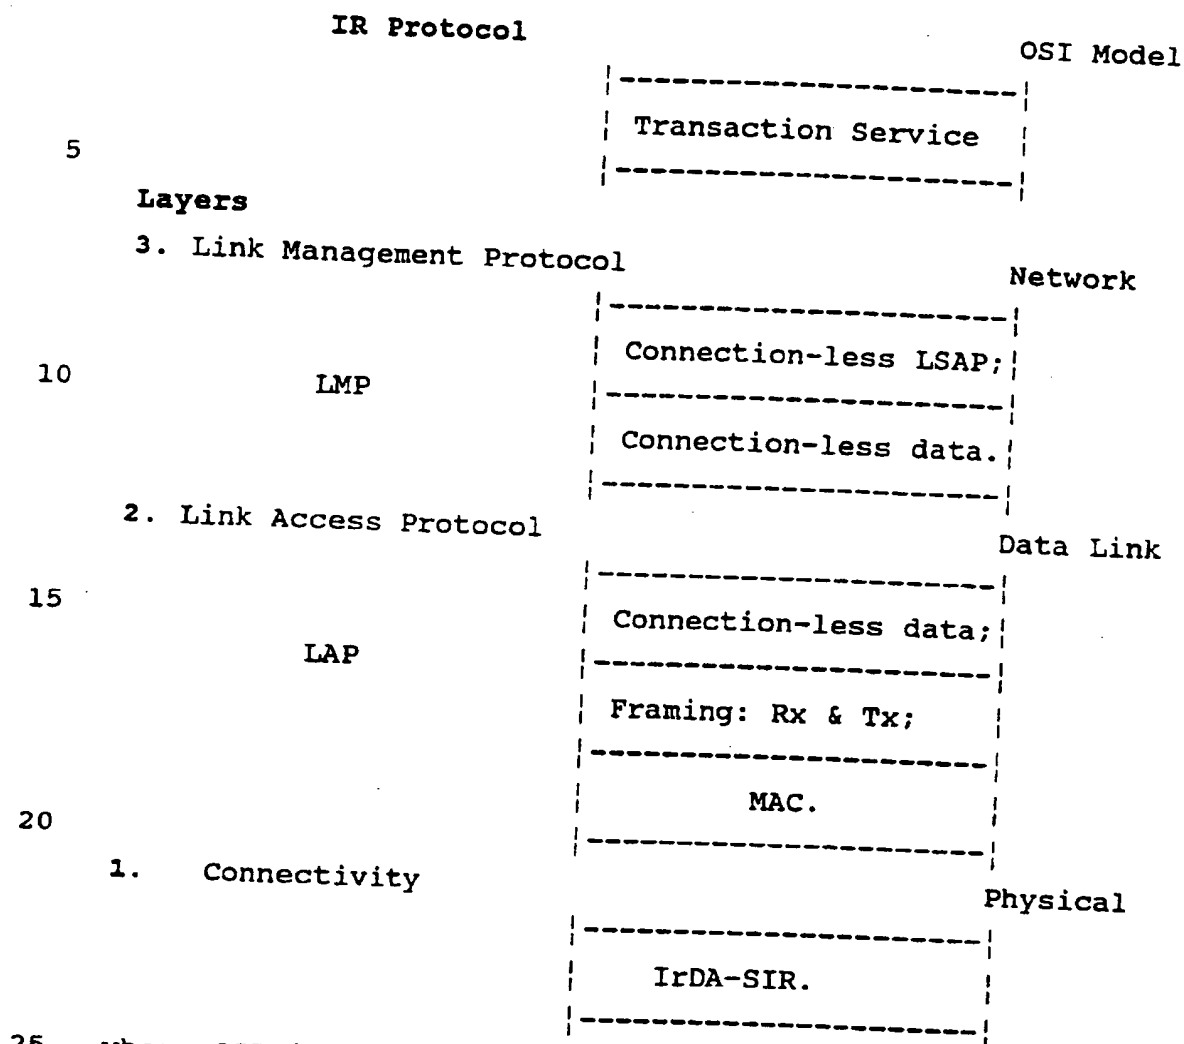 IR Protocol OSI Model
Transaction Service
5
Layers
3. Link Management Protocol Network
Connection-less LSAP;
10 LMP
Connection-less data.
2. Link Access Protocol Data Link
15 Connection-less data;
LAP
Framing: Rx & Tx;
MAC.
20
1. Connectivity Physical
IrDA-SIR.
25